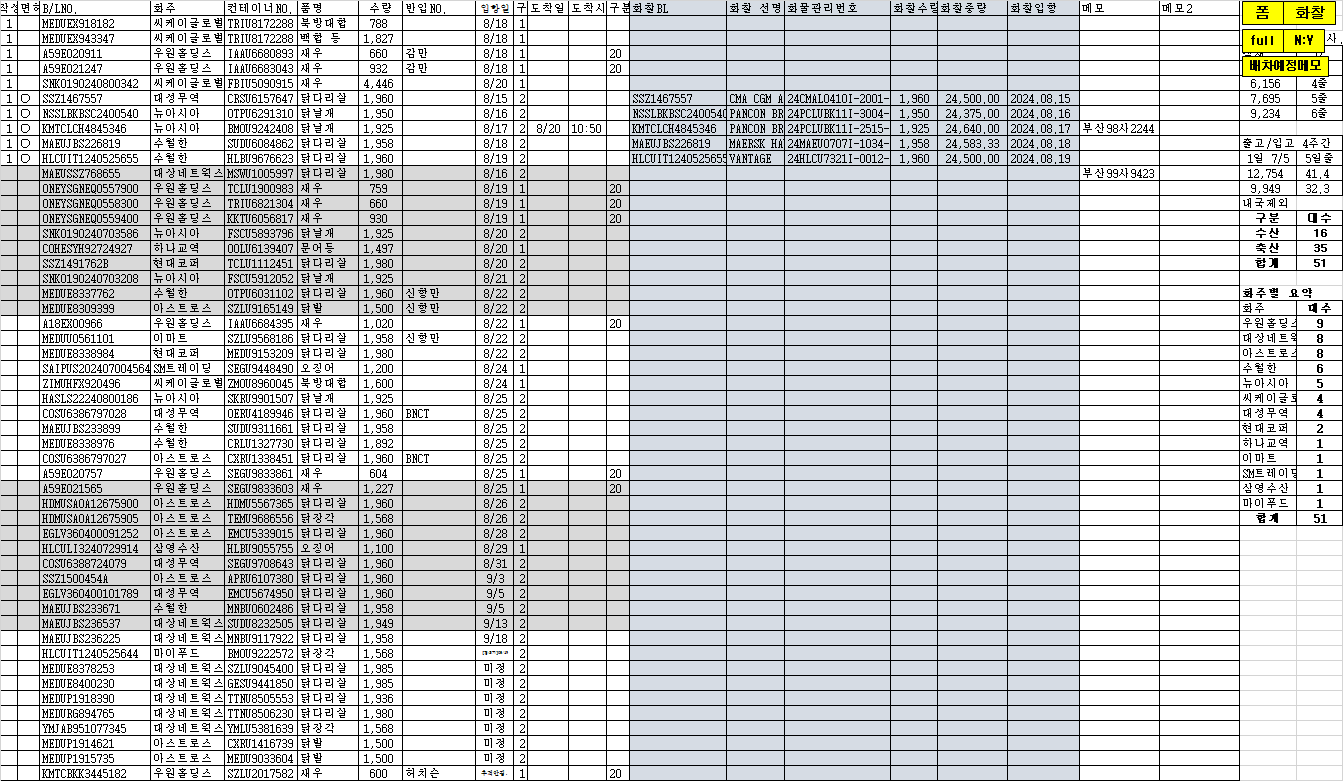 작성 면허 B/LNO. 화주 컨테이너NO. 품명 수량 반입NO. 입항일 구 도착일 도착시 구분 화찰BL 화찰 선명 화물관리번호 화찰수량 화찰중량 화찰입항 메모 메모2 폼 화찰
1 MEDUEX918182 씨케이글로벌 TRIU8172288 북방대합 788 8/18 1
1 MEDUEX943347 씨케이글로벌 TRIU8172288 백합 등 1,827 8/18 1 full N:Y 사.
1 A59E020911 우원홀딩스 IAAU6680893 새우 660 감만 8/18 1 20
1 A59E021247 우원홀딩스 IAAU6683043 새우 932 감만 8/18 1 20 배차예정메모
1 SNKO190240800342 씨케이글로벌 FBIU5090915 새우 4,446 8/20 1 6,156 4줄
1 ○ SSZ1467557 대성무역 CRSU6157647 닭다리살 1,960 8/15 2 SSZ1467557 CMA CGM A 24CMAL0410I-2001- 1,960 24,500.00 2024.08.15 7,695 5줄
1 ○ NSSLBKBSC2400540 뉴아시아 OTPU6291310 닭날개 1,950 8/16 2 NSSLBKBSC2400540 PANCON BR 24PCLUBK11I-3004- 1,950 24,375.00 2024.08.16 9,234 6줄
1 ○ KMTCLCH4845346 뉴아시아 BMOU9242408 닭날개 1,925 8/17 2 8/20 10:50 KMTCLCH4845346 PANCON BR 24PCLUBK11I-2515- 1,925 24,640.00 2024.08.17 부산98사2244
1 ○ MAEUJBS226819 수월한 SUDU6084862 닭다리살 1,958 8/18 2 MAEUJBS226819 MAERSK HA 24MAEU0707I-1034- 1,958 24,583.33 2024.08.18 출고/입고 4주간
1 ○ HLCUIT1240525655 수월한 HLBU9676623 닭다리살 1,960 8/19 2 HLCUIT1240525655 VANTAGE 24HLCU7321I-0012- 1,960 24,500.00 2024.08.19 1일 7/5 5일줄
MAEUSSZ768655 대상네트웍스 MSWU1005997 닭다리살 1,980 8/16 2 부산99사9423 12,754 41.4
ONEYSGNEQ0557900 우원홀딩스 TCLU1900983 새우 759 8/19 1 20 9,949 32.3
ONEYSGNEQ0558300 우원홀딩스 TRIU6821304 새우 660 8/19 1 20 내국제외
ONEYSGNEQ0559400 우원홀딩스 KKTU6056817 새우 930 8/19 1 20 구분 대수
SNKO190240703586 뉴아시아 FSCU5893796 닭날개 1,925 8/20 2 수산 16
COHESYH92724927 하나교역 OOLU6139407 문어등 1,497 8/20 1 축산 35
SSZ1491762B 현대코퍼 TCLU1112451 닭다리살 1,980 8/20 2 합계 51
SNKO190240703208 뉴아시아 FSCU5912052 닭날개 1,925 8/21 2
MEDUE8337762 수월한 OTPU6031102 닭다리살 1,960 신항만 8/22 2 화주별 요약
MEDUE8309399 아스트로스 SZLU9165149 닭발 1,500 신항만 8/22 2 화주 대수
A18EX00966 우원홀딩스 IAAU6684395 새우 1,020 8/22 1 20 우원홀딩스 9
MEDUU0561101 이마트 SZLU9568186 닭다리살 1,958 신항만 8/22 2 대상네트웍 8
MEDUE8338984 현대코퍼 MEDU9153209 닭다리살 1,980 8/22 2 아스트로스 8
SAIPUS202407004564 SM트레이딩 SEGU9448490 오징어 1,200 8/24 1 수월한 6
ZIMUHFX920496 씨케이글로벌 ZMOU8960045 북방대합 1,600 8/24 1 뉴아시아 5
HASLS22240800186 뉴아시아 SKRU9901507 닭날개 1,925 8/25 2 씨케이글로 4
COSU6386797028 대성무역 OERU4189946 닭다리살 1,960 BNCT 8/25 2 대성무역 4
MAEUJBS233899 수월한 SUDU9311661 닭다리살 1,958 8/25 2 현대코퍼 2
MEDUE8338976 수월한 CRLU1327730 닭다리살 1,892 8/25 2 하나교역 1
COSU6386797027 아스트로스 CXRU1338451 닭다리살 1,960 BNCT 8/25 2 이마트 1
A59E020757 우원홀딩스 SEGU9833861 새우 604 8/25 1 20 SM트레이딩 1
A59E021565 우원홀딩스 SEGU9833603 새우 1,227 8/25 1 20 삼영수산 1
HDMUSAOA12675900 아스트로스 HDMU5567365 닭다리살 1,960 8/26 2 마이푸드 1
HDMUSAOA12675905 아스트로스 TEMU9686556 닭장각 1,568 8/26 2 합계 51
EGLV360400091252 아스트로스 EMCU5339015 닭다리살 1,960 8/28 2
HLCULI3240729914 삼영수산 HLBU9055755 오징어 1,100 8/29 1
COSU6388724079 대성무역 SEGU9708643 닭다리살 1,960 8/31 2
SSZ1500454A 아스트로스 APRU6107380 닭다리살 1,960 9/3 2
EGLV360400101789 대성무역 EMCU5674950 닭다리살 1,960 9/5 2
MAEUJBS233671 수월한 MNBU0602486 닭다리살 1,958 9/5 2
MAEUJBS236537 대상네트웍스 SUDU8232505 닭다리살 1,949 9/13 2
MAEUJBS236225 대상네트웍스 MNBU9117922 닭다리살 1,958 9/18 2
HLCUIT1240525644 마이푸드 BMOU9222572 닭장각 1,568 2
MEDUE8378253 대상네트웍스 SZLU9045400 닭다리살 1,985 미정 2
MEDUE8400230 대상네트웍스 GESU9441850 닭다리살 1,985 미정 2
MEDUP1918390 대상네트웍스 TTNU8505553 닭다리살 1,936 미정 2
MEDURG894765 대상네트웍스 TTNU8506230 닭다리살 1,980 미정 2
YMJAB951077345 대상네트웍스 YMLU5381639 닭장각 1,568 미정 2
MEDUP1914621 아스트로스 CXRU1416739 닭발 1,500 미정 2
MEDUP1915735 아스트로스 MEDU9033604 닭발 1,500 미정 2
KMTCBKK3445182 우원홀딩스 SZLU2017582 새우 600 허치슨 1 20